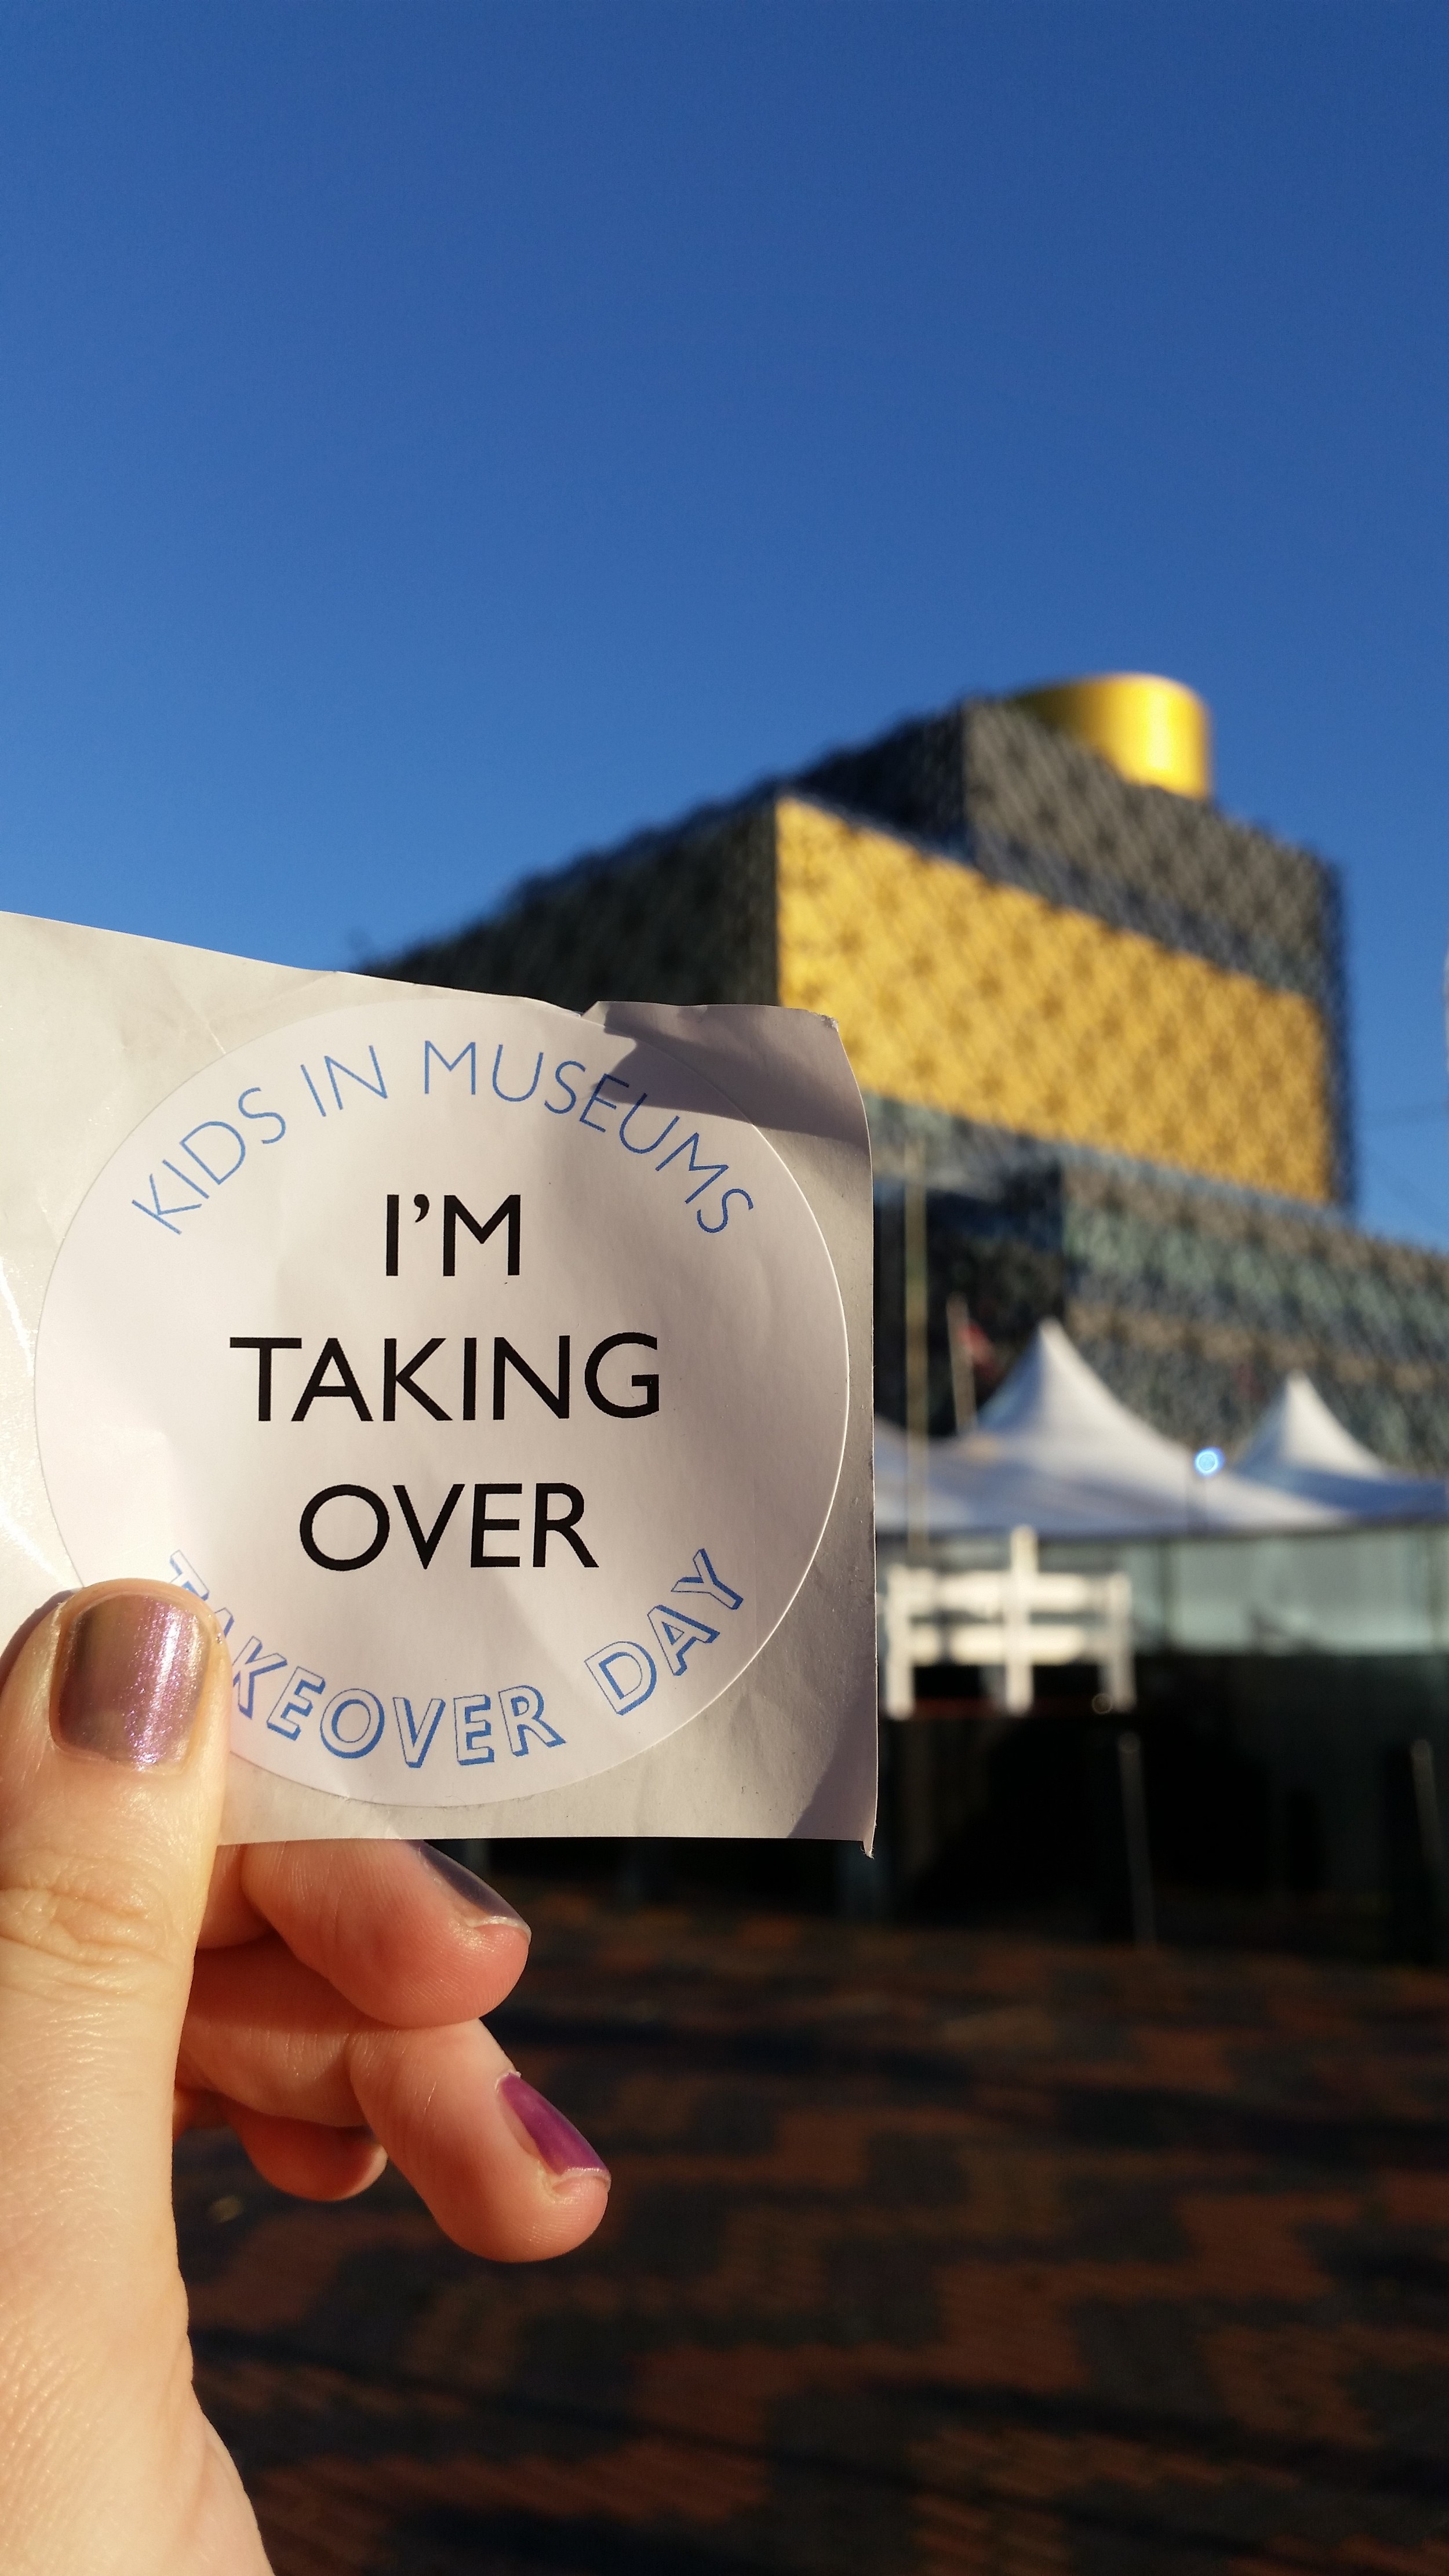 KIDS IN MUSEUMS
I'M
TAKING
OVER
TAKEOVER DAY